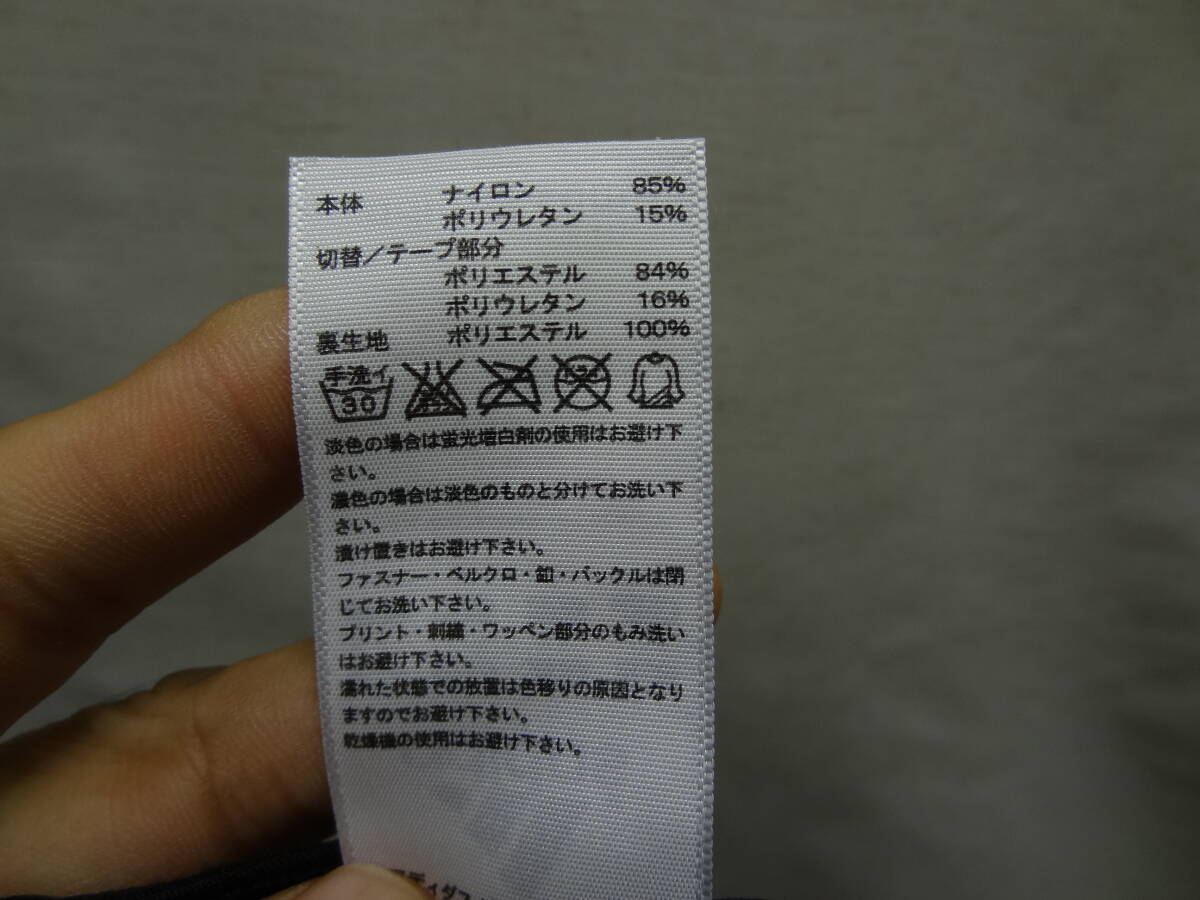 本体 ナイロン 85%
ポリウレタン 15%
切替／テープ部分
ポリエステル 84%
ポリウレタン 16%
裏生地 ポリエステル 100%
手洗イ
30
淡色の場合は蛍光増白剤の使用はお避け下
さい。
濃色の場合は淡色のものと分けてお洗い下
さい。
漬け置きはお避け下さい。
ファスナー・ベルクロ・釦・バックルは閉
じてお洗い下さい。
プリント・刺繍・ワッペン部分のもみ洗い
はお避け下さい。
濡れた状態での放置は色移りの原因となり
ますのでお避け下さい。
乾燥機の使用はお避け下さい。